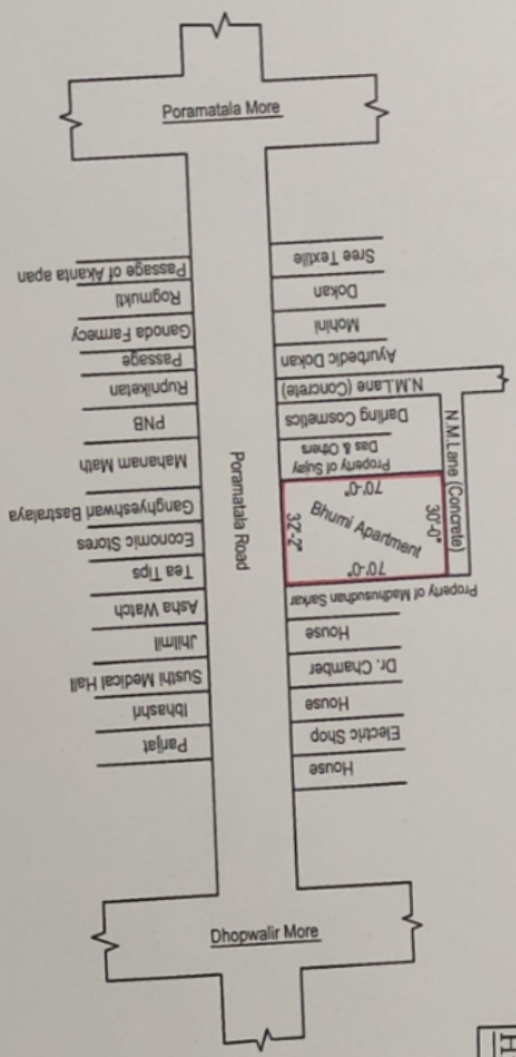 Poramatala More
Passage of Akanta apan
Rogmukti
Ganoda Farmecy
Passage
Rupniketan
PNB
Mahanam Math
Ganghyeshwari Bastralaya
Economic Stores
Tea Tips
Asha Watch
Jhilmil
Susthi Medical Hall
Ibhashri
Parijat
Poramatala Road
Sree Textile
Dokan
Mohini
Ayurbedic Dokan
N.M.Lane (Concrete)
Darling Cosmetics
Property of Sujay
Das & Others
N.M.Lane (Concrete)
70'-0"
32'-2"
Bhumi Apartment
30'-0"
70'-0"
Property of Madhusudhan Sarkar
House
Dr. Chamber
House
Electric Shop
House
Dhopwalir More